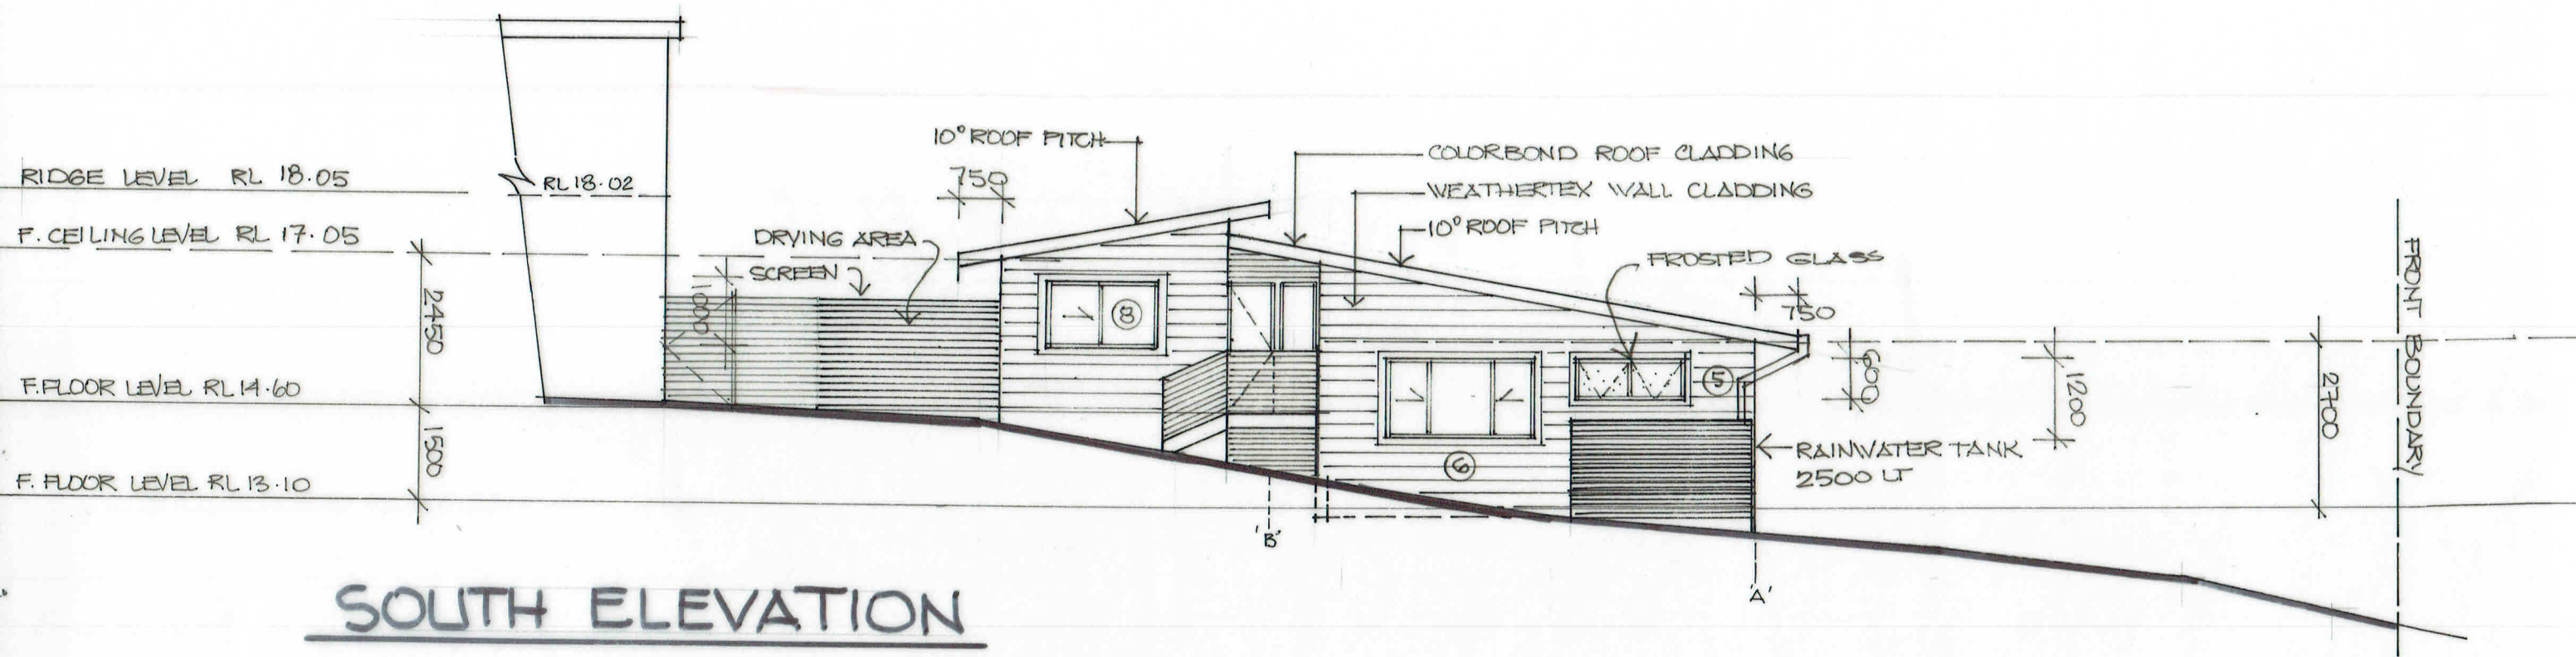 10° ROOF PITCH
COLORBOND ROOF CLADDING
RIDGE LEVEL RL 18.05
RL 18.02
750
WEATHERTEX WALL CLADDING
F. CEILING LEVEL RL 17.05
DRYING AREA
10° ROOF PITCH
SCREEN
FROSTED GLASS
FRONT BOUNDARY
2450
1000
8
750
F.FLOOR LEVEL RL 14.60
5
600
1200
2700
1500
6
RAINWATER TANK
2500 LT
F. FLOOR LEVEL RL 13.10
'B'
'A'
SOUTH ELEVATION